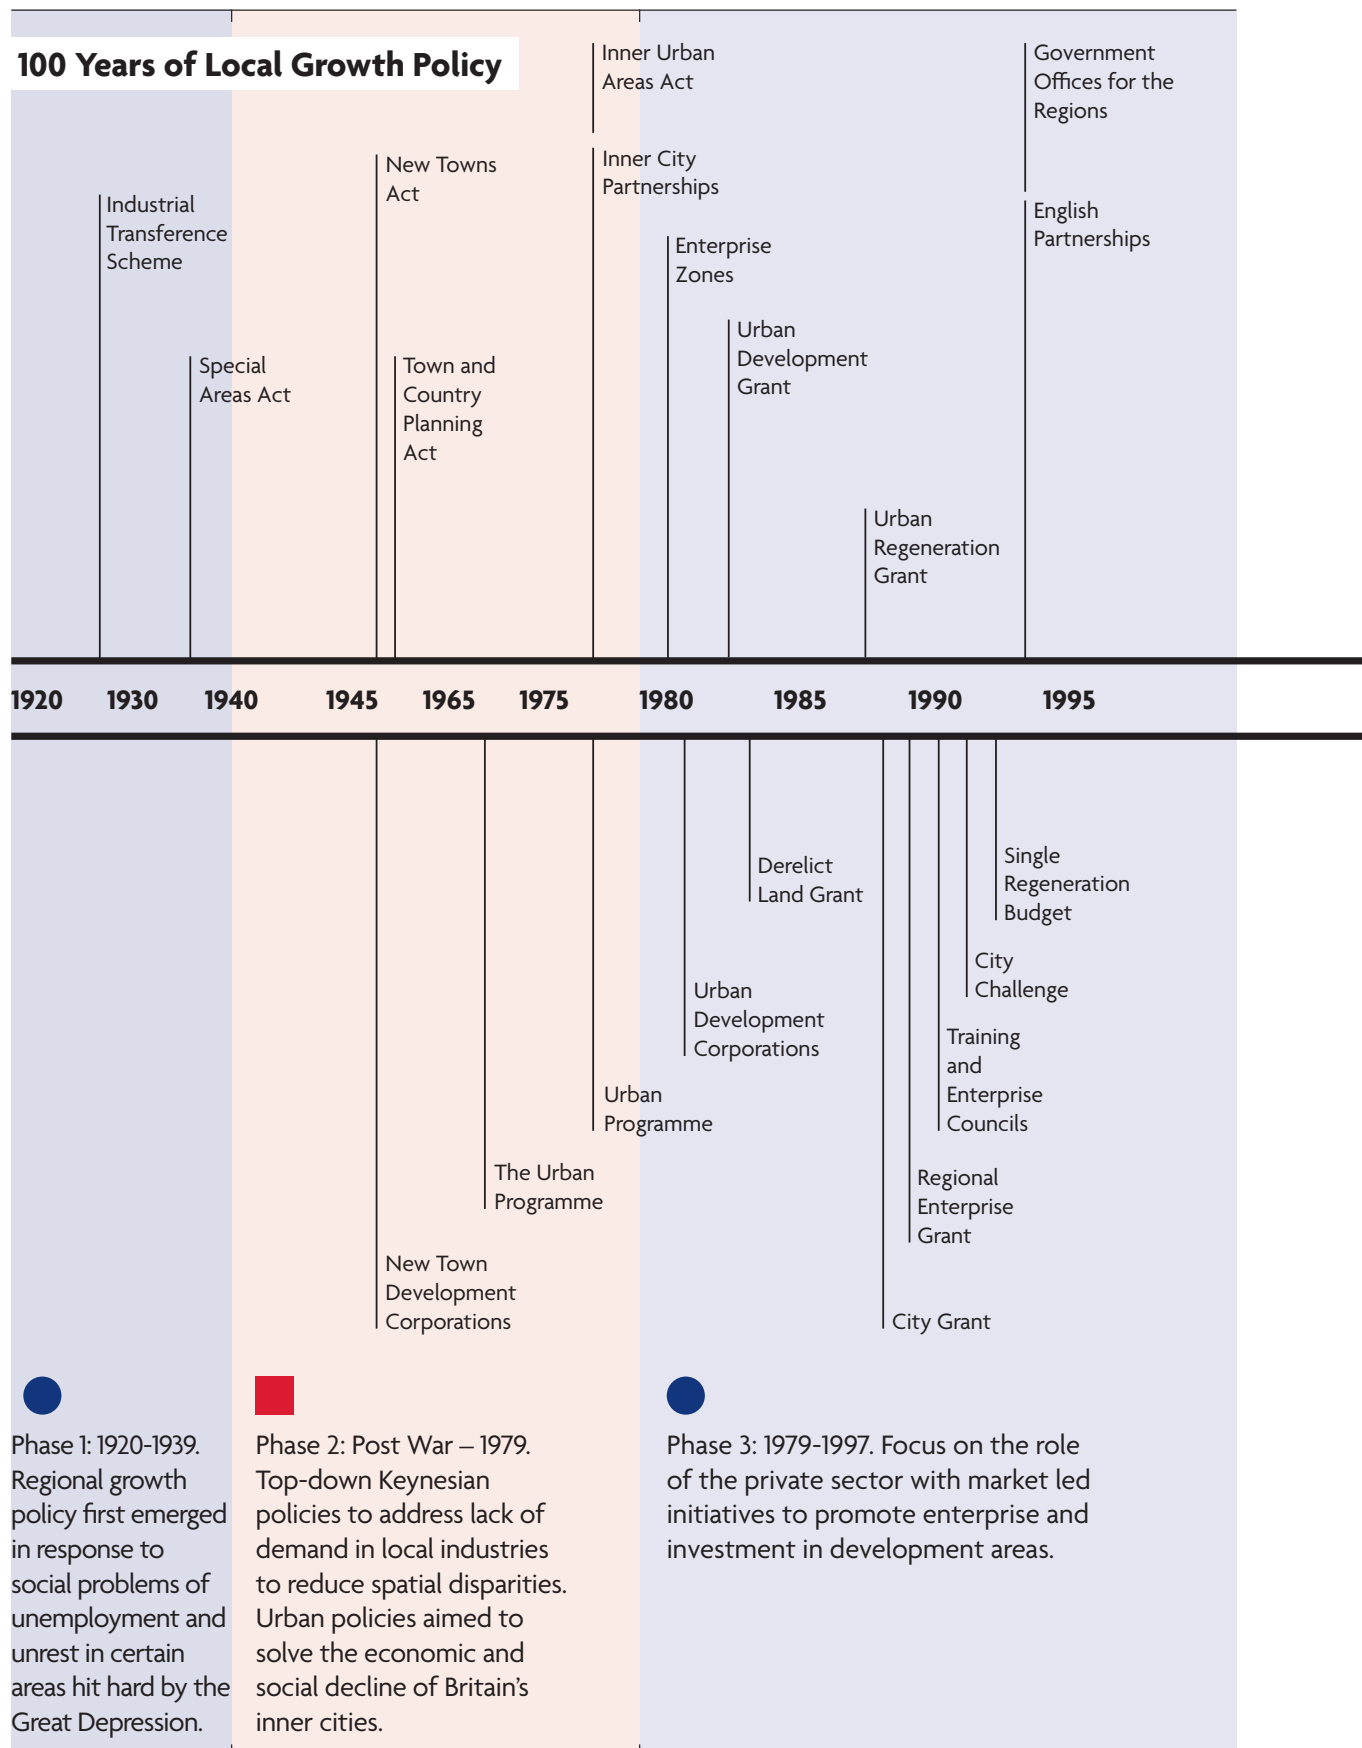 100 Years of Local Growth Policy
Inner Urban
Areas Act
Government
Offices for the
Regions
Inner City
Partnerships
New Towns
Act
Industrial
Transference
Scheme
English
Partnerships
Enterprise
Zones
Urban
Development
Grant
Special
Areas Act
Town and
Country
Planning
Act
Urban
Regeneration
Grant
1920 1930 1940 1945 1965 1975 1980 1985 1990 1995
Derelict
Land Grant
Single
Regeneration
Budget
City
Challenge
Urban
Development
Corporations
Training
and
Enterprise
Councils
Urban
Programme
The Urban
Programme
Regional
Enterprise
Grant
New Town
Development
Corporations
City Grant
Phase 1: 1920-1939.
Regional growth
policy first emerged
in response to
social problems of
unemployment and
unrest in certain
areas hit hard by the
Great Depression.
Phase 2: Post War – 1979.
Top-down Keynesian
policies to address lack of
demand in local industries
to reduce spatial disparities.
Urban policies aimed to
solve the economic and
social decline of Britain’s
inner cities.
Phase 3: 1979-1997. Focus on the role
of the private sector with market led
initiatives to promote enterprise and
investment in development areas.